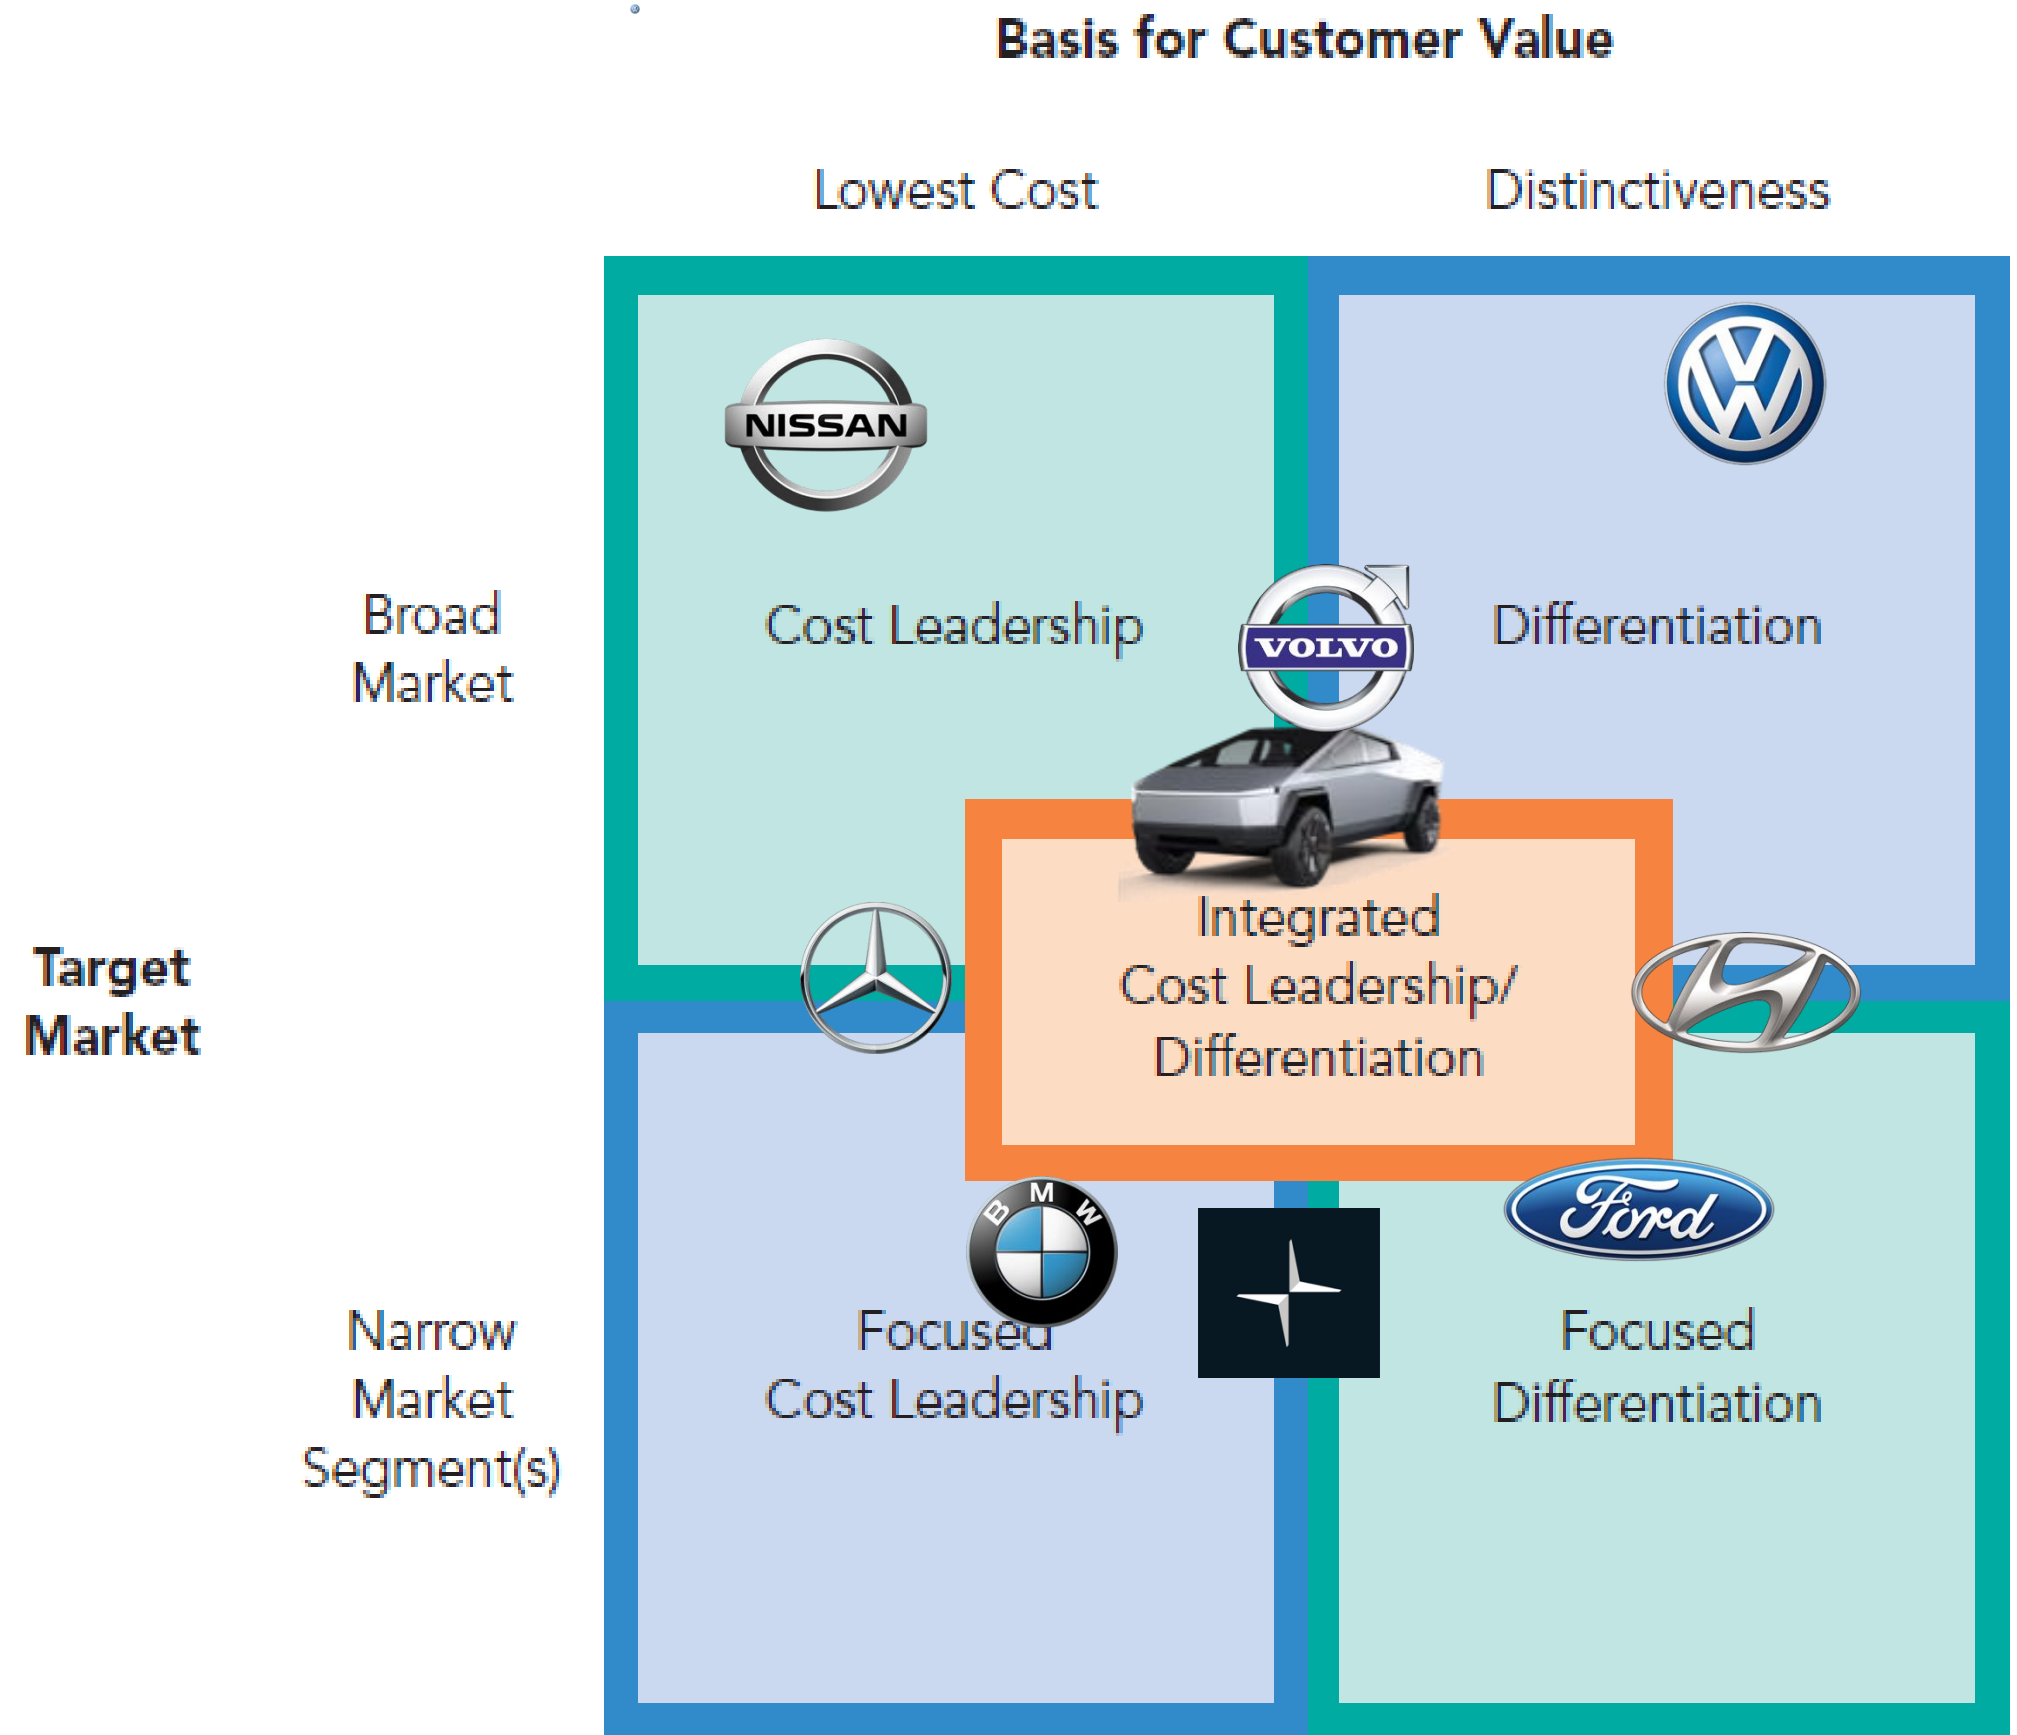 Basis for Customer Value
Lowest Cost
Distinctiveness
NISSAN
Broad
Market
Cost Leadership
VOLVO
Differentiation
Target
Market
Integrated
Cost Leadership/
Differentiation
BMW
Ford
Narrow
Market
Segment(s)
Focused
Cost Leadership
Focused
Differentiation